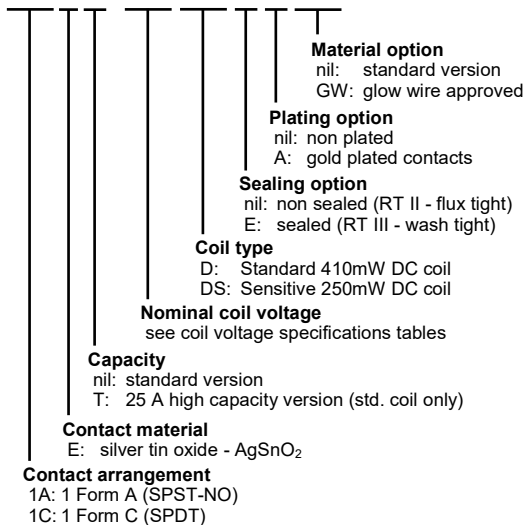 Material option
nil: standard version
GW: glow wire approved
Plating option
nil: non plated
A: gold plated contacts
Sealing option
nil: non sealed (RT II - flux tight)
E: sealed (RT III - wash tight)
Coil type
D: Standard 410mW DC coil
DS: Sensitive 250mW DC coil
Nominal coil voltage
see coil voltage specifications tables
Capacity
nil: standard version
T: 25 A high capacity version (std. coil only)
Contact material
E: silver tin oxide - AgSnO₂
Contact arrangement
1A: 1 Form A (SPST-NO)
1C: 1 Form C (SPDT)